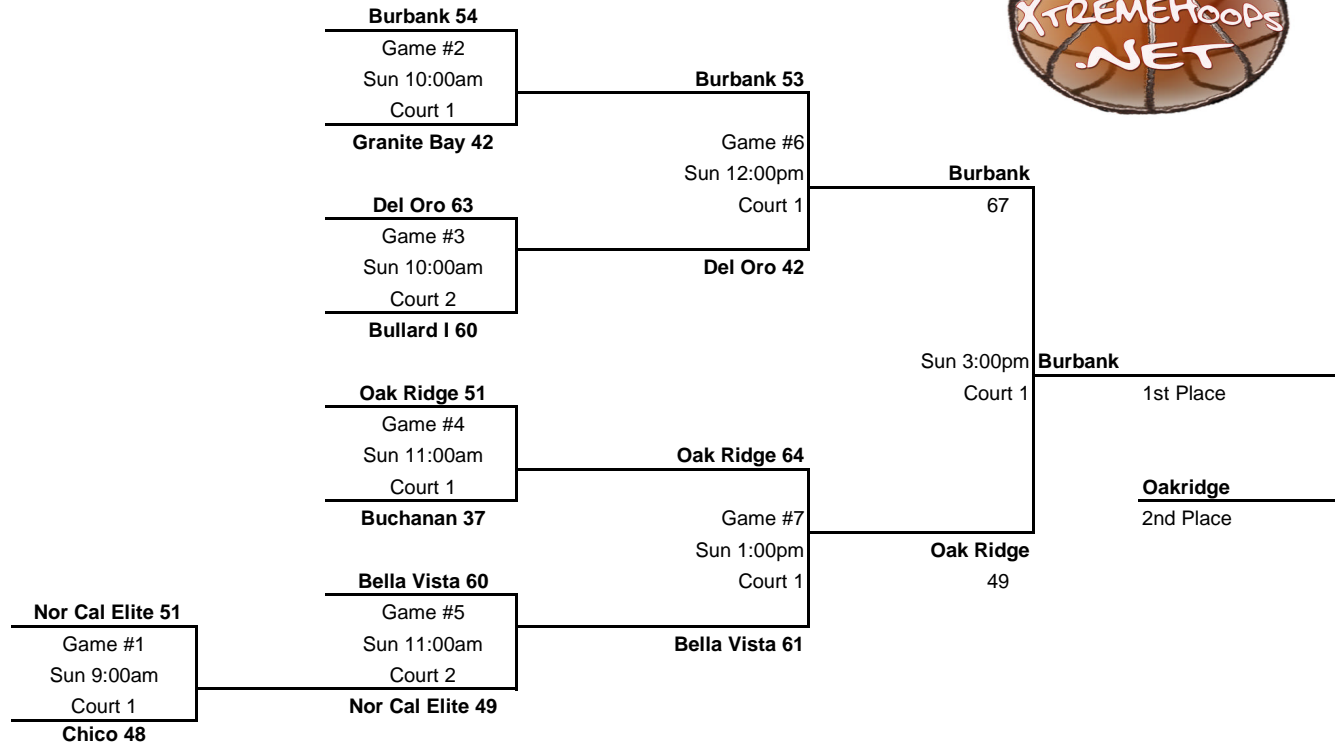 XTREMEHOOPS
.NET
Burbank 54
Game #2
Sun 10:00am
Court 1
Granite Bay 42
Del Oro 63
Game #3
Sun 10:00am
Court 2
Bullard I 60
Oak Ridge 51
Game #4
Sun 11:00am
Court 1
Buchanan 37
Bella Vista 60
Game #5
Sun 11:00am
Court 2
Nor Cal Elite 49
Nor Cal Elite 51
Game #1
Sun 9:00am
Court 1
Chico 48
Burbank 53
Game #6
Sun 12:00pm
Court 1
Del Oro 42
Oak Ridge 64
Game #7
Sun 1:00pm
Court 1
Bella Vista 61
Burbank
67
Sun 3:00pm
Court 1
Oak Ridge
49
Burbank
1st Place
Oakridge
2nd Place